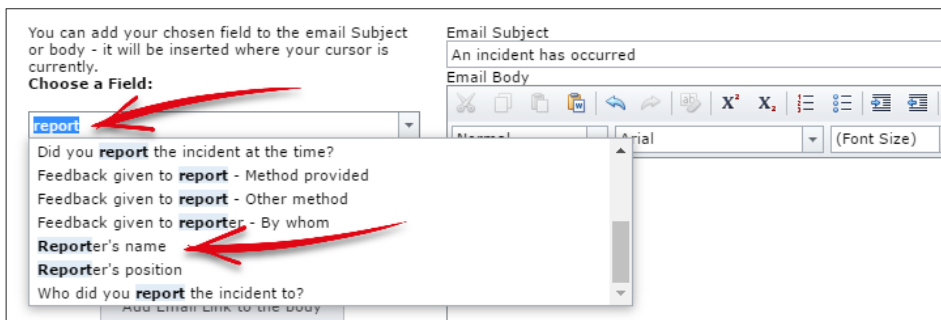 You can add your chosen field to the email Subject
or body - it will be inserted where your cursor is
currently.
Choose a Field:
report
Did you report the incident at the time?
Feedback given to report - Method provided
Feedback given to report - Other method
Feedback given to reporter - By whom
Reporter's name
Reporter's position
Who did you report the incident to?
Add Email Link to the body
Email Subject
An incident has occurred
Email Body
Normal
Arial
(Font Size)